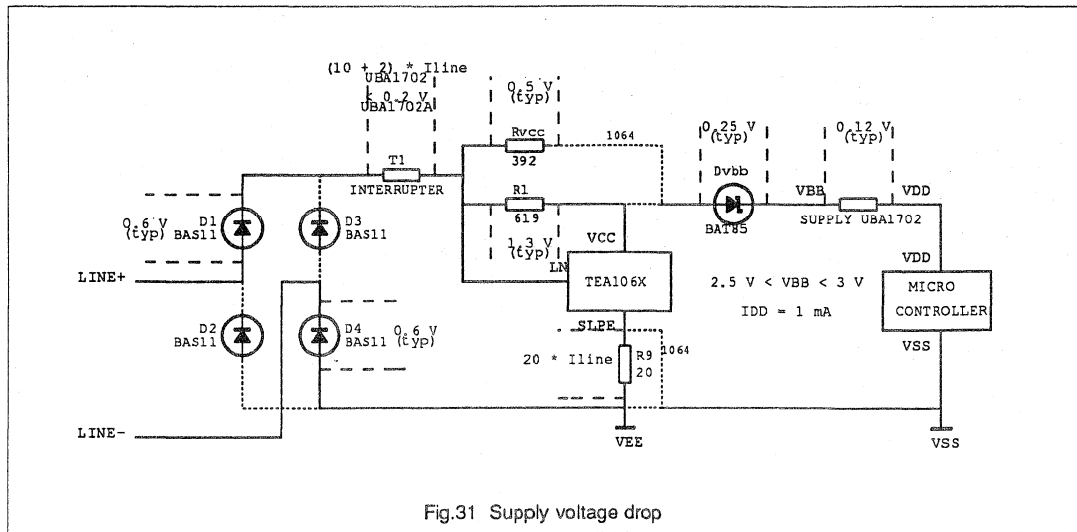 (10 + 2) * Iline
UBA1702
< 0.2 V
UBA1702A
0.5 V
(typ)
Rvcc
392
1064
0.25 V
(typ)
0.12 V
(typ)
T1
INTERRUPTER
Dvbb
BAT85
VBB
VDD
SUPPLY UBA1702
R1
619
1.3 V
(typ)
0.6 V
(typ)
D1
BAS11
D3
BAS11
VCC
LN
TEA106X
SLPE
2.5 V < VBB < 3 V
IDD = 1 mA
VDD
MICRO
CONTROLLER
VSS
LINE+
D2
BAS11
D4
BAS11
0.6 V
(typ)
20 * Iline
R9
20
1064
LINE-
VEE
VSS
Fig.31 Supply voltage drop